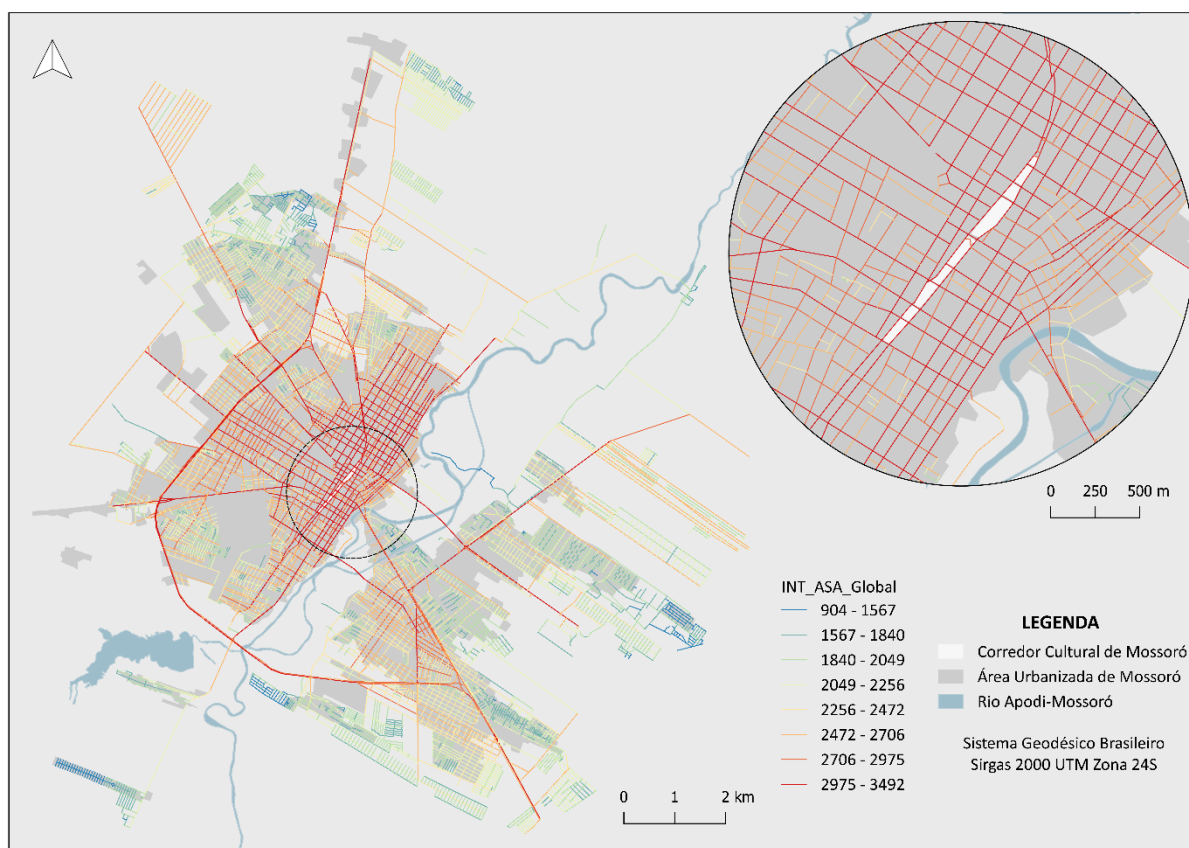 0 250 500 m
INT_ASA_Global
904 - 1567
1567 - 1840
1840 - 2049
2049 - 2256
2256 - 2472
2472 - 2706
2706 - 2975
2975 - 3492
LEGENDA
Corredor Cultural de Mossoró
Área Urbanizada de Mossoró
Rio Apodi-Mossoró
Sistema Geodésico Brasileiro
Sirgas 2000 UTM Zona 24S
0 1 2 km